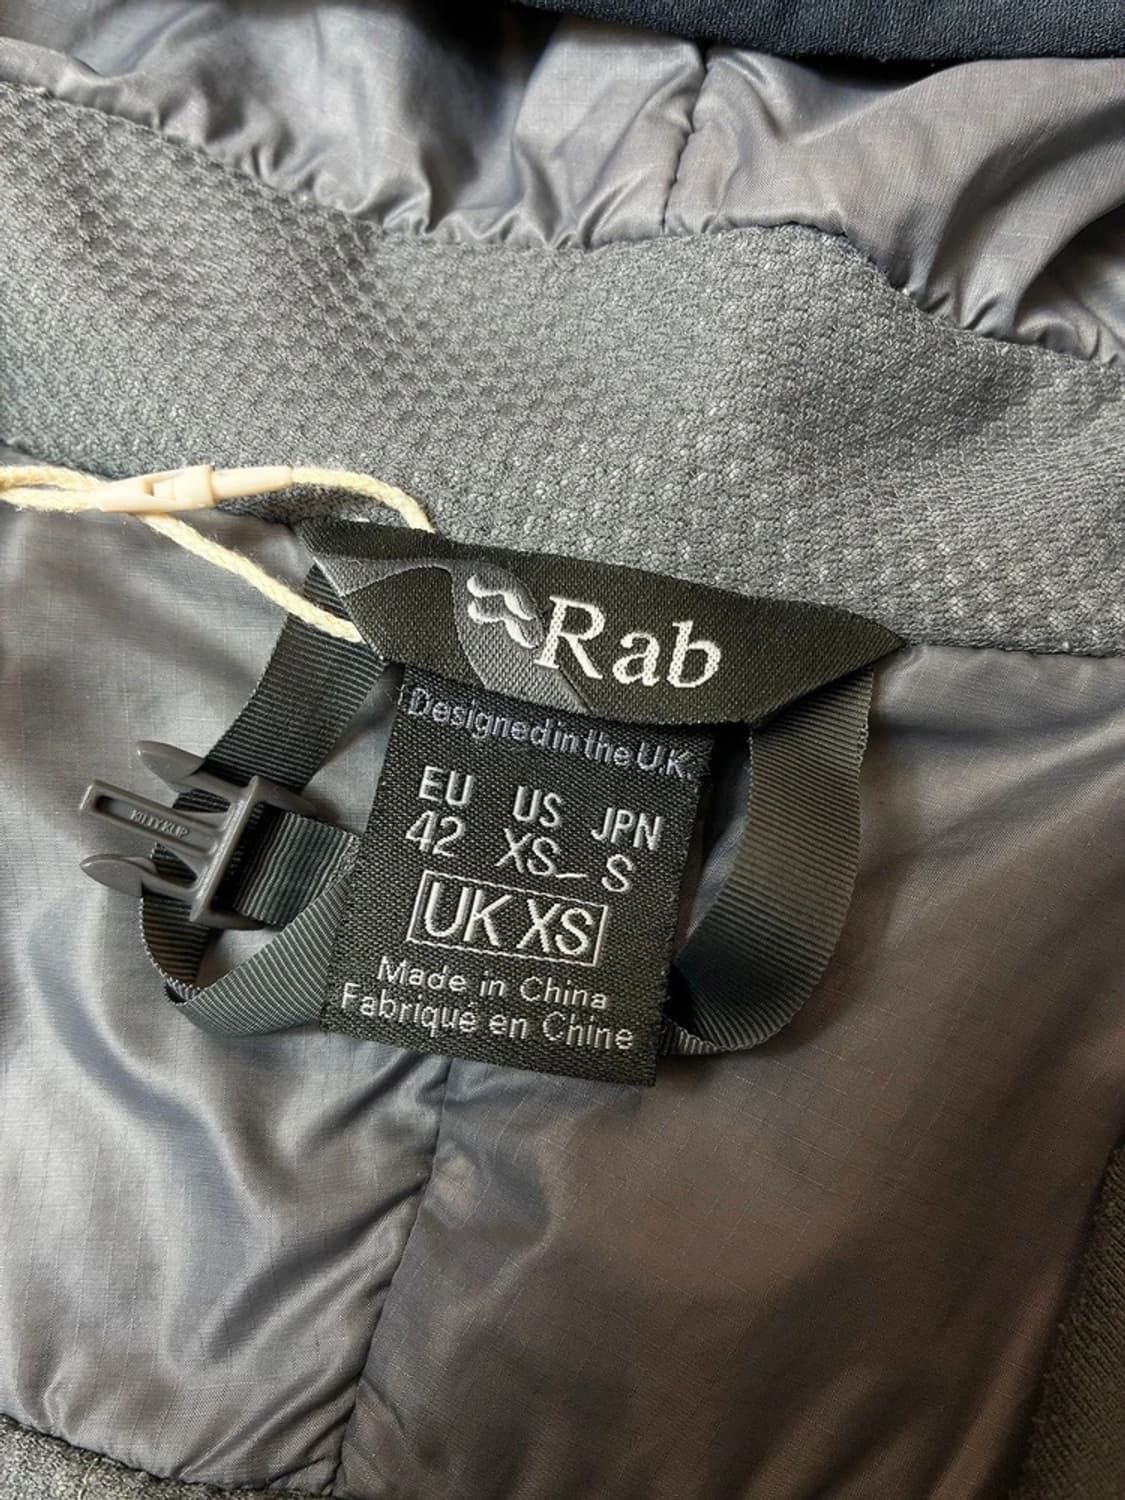 Rab
Designed in the U.K.
EU US JPN
42 XS S
UK XS
Made in China
Fabriqué en Chine